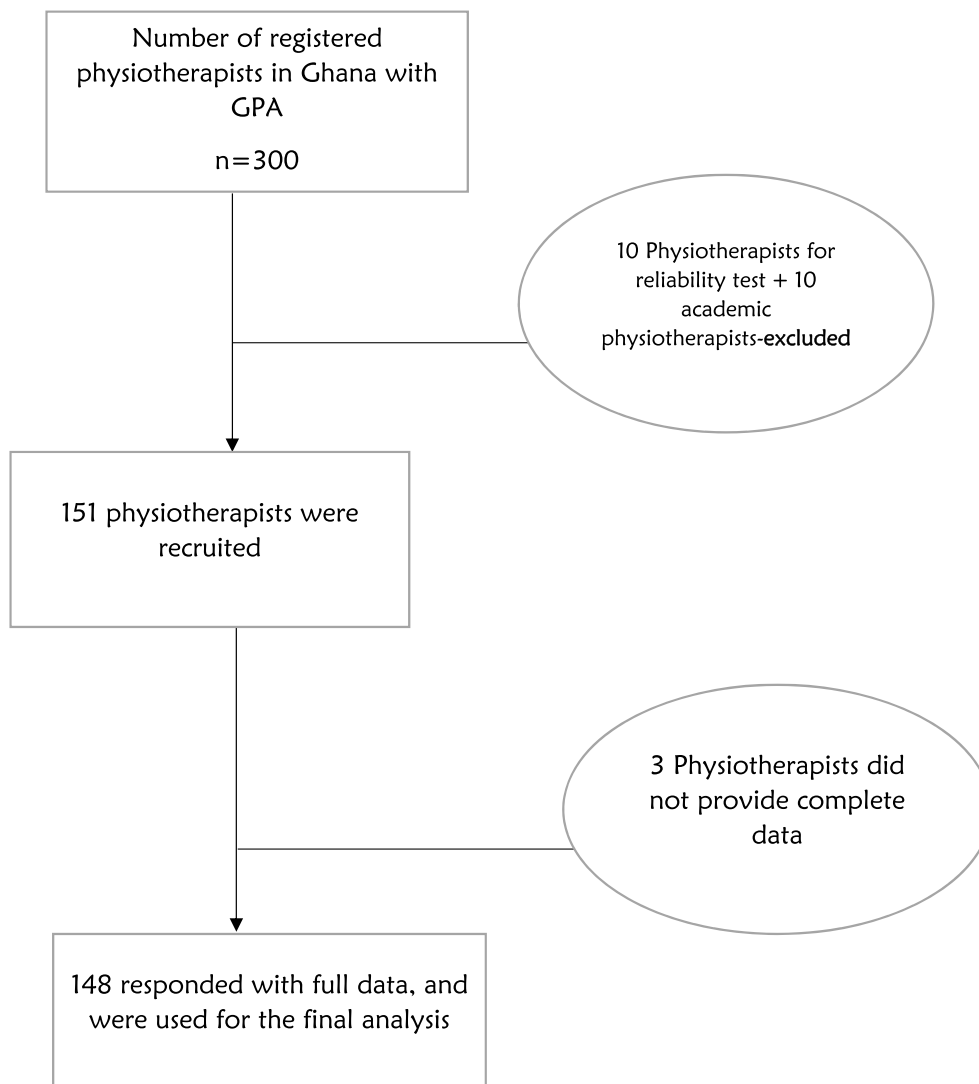 Number of registered
physiotherapists in Ghana with
GPA
n=300
10 Physiotherapists for
reliability test + 10
academic
physiotherapists-excluded
151 physiotherapists were
recruited
3 Physiotherapists did
not provide complete
data
148 responded with full data, and
were used for the final analysis